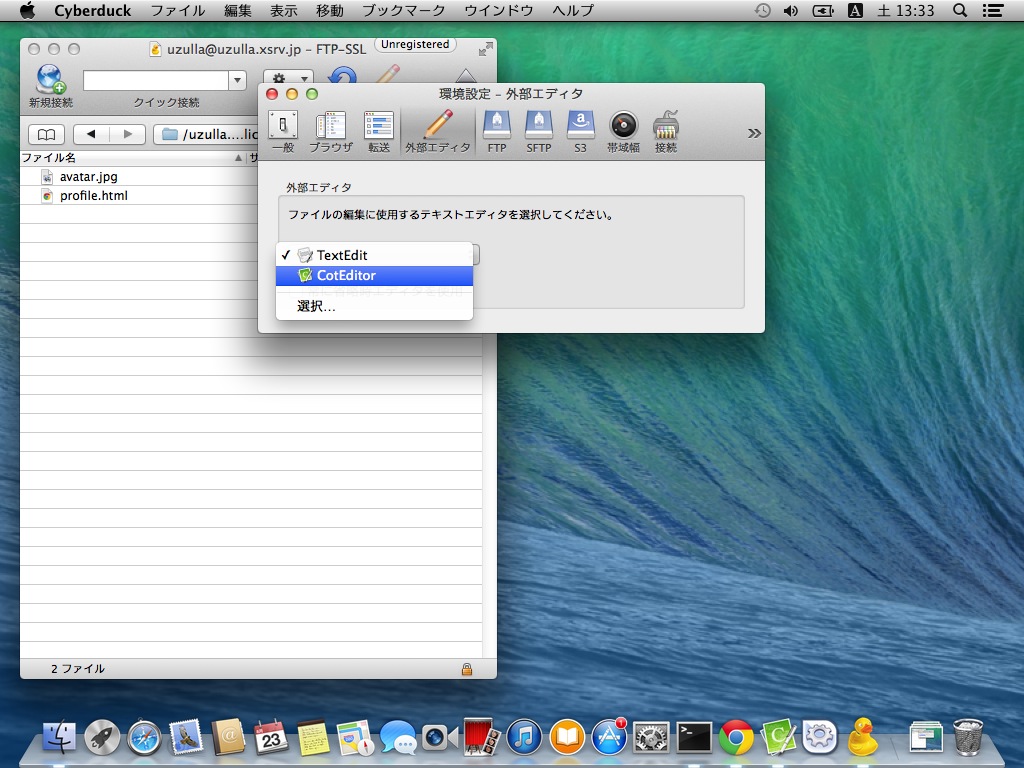 Cyberduck ファイル 編集 表示 移動 ブックマーク ウインドウ ヘルプ
A 土 13:33
uzulla@uzulla.xsrv.jp – FTP-SSL
Unregistered
新規接続
クイック接続
/uzulla....lic
ファイル名
サ
avatar.jpg
profile.html
2 ファイル
環境設定 – 外部エディタ
一般 ブラウザ 転送 外部エディタ FTP SFTP S3 帯域幅 接続
外部エディタ
ファイルの編集に使用するテキストエディタを選択してください。
TextEdit
CotEditor
選択...
23
1